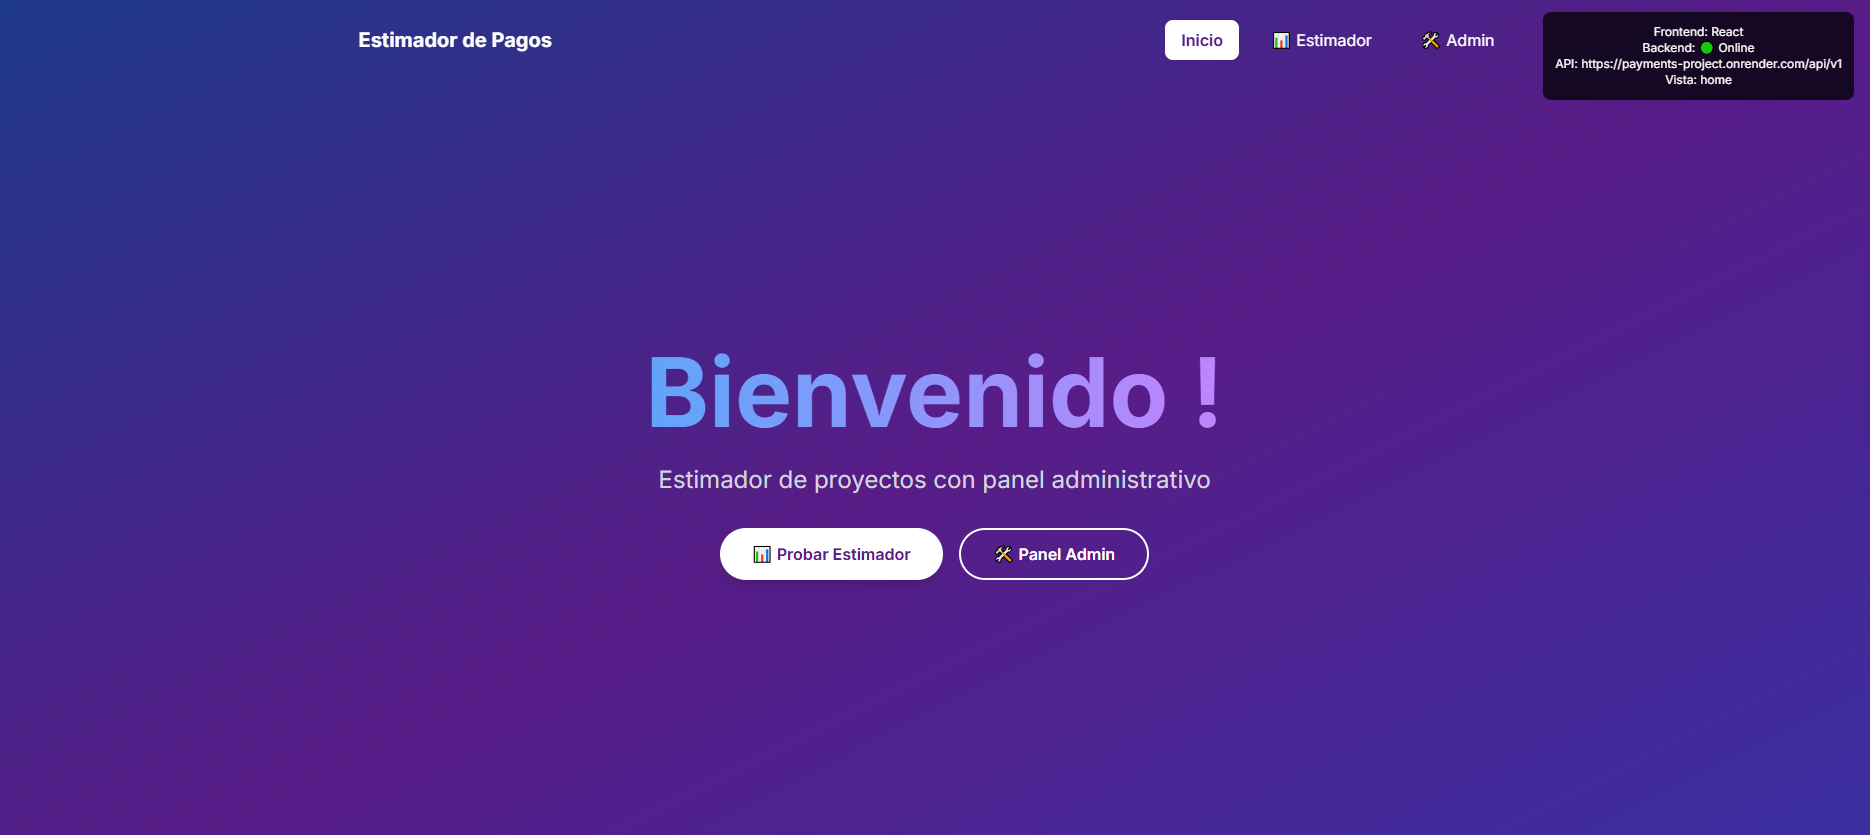 Estimador de Pagos
Inicio
📊 Estimador
🛠 Admin
Frontend: React
Backend: 🟢 Online
API: https://payments-project.onrender.com/api/v1
Vista: home
Bienvenido !
Estimador de proyectos con panel administrativo
📊 Probar Estimador
🛠 Panel Admin